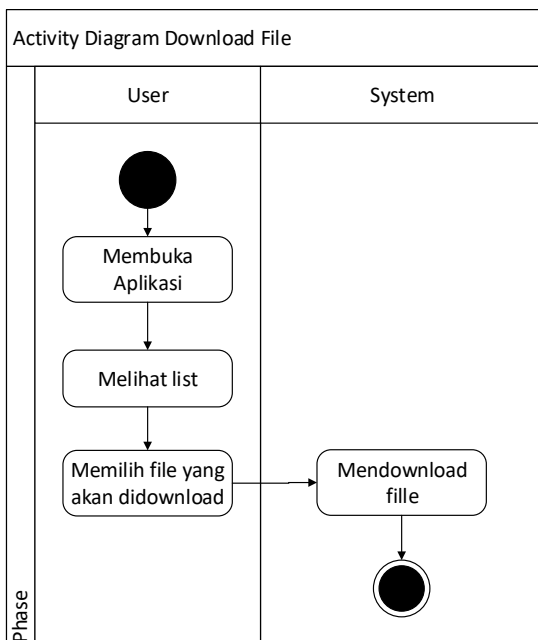 Activity Diagram Download File
User
System
Membuka
Aplikasi
Melihat list
Memilih file yang
akan didownload
Mendownload
fille
Phase